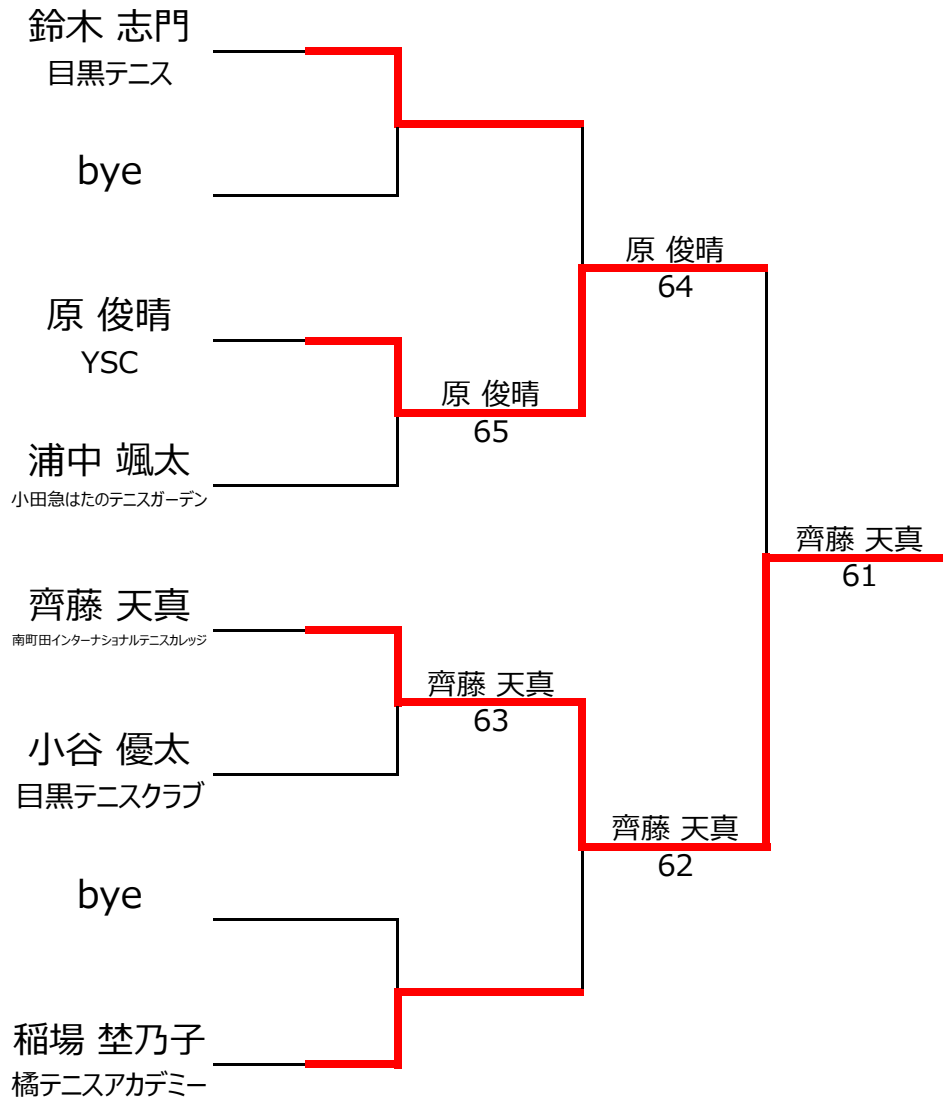 鈴木 志門
目黒テニス
bye
原 俊晴
64
原 俊晴
YSC
原 俊晴
65
浦中 颯太
小田急はたのテニスガーデン
齊藤 天真
61
齊藤 天真
南町田インターナショナルテニスカレッジ
齊藤 天真
63
小谷 優太
目黒テニスクラブ
齊藤 天真
62
bye
稲場 埜乃子
橘テニスアカデミー